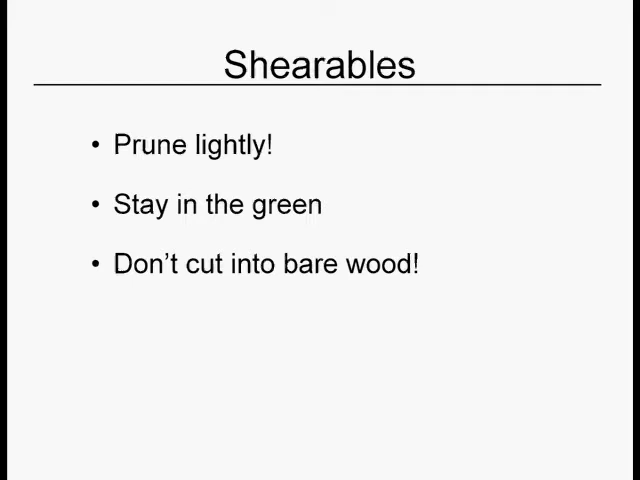 Shearables
• Prune lightly!
• Stay in the green
• Don’t cut into bare wood!